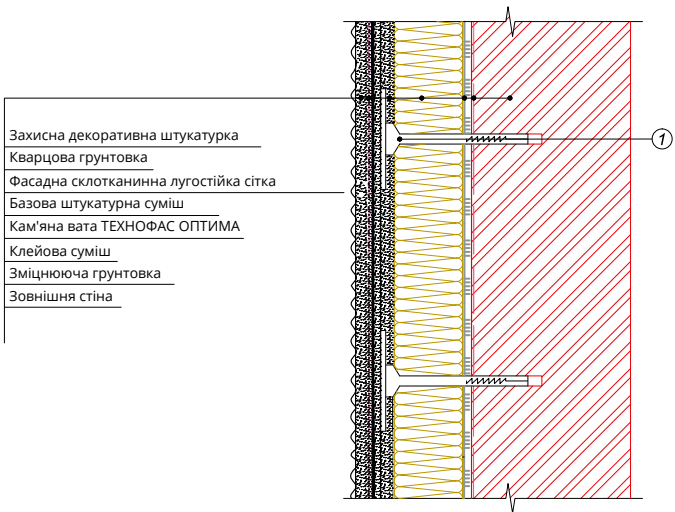 Захисна декоративна штукатурка
Кварцова грунтовка
Фасадна склотканинна лугостійка сітка
Базова штукатурна суміш
Кам'яна вата ТЕХНОФАС ОПТИМА
Клейова суміш
Зміцнююча грунтовка
Зовнішня стіна
1